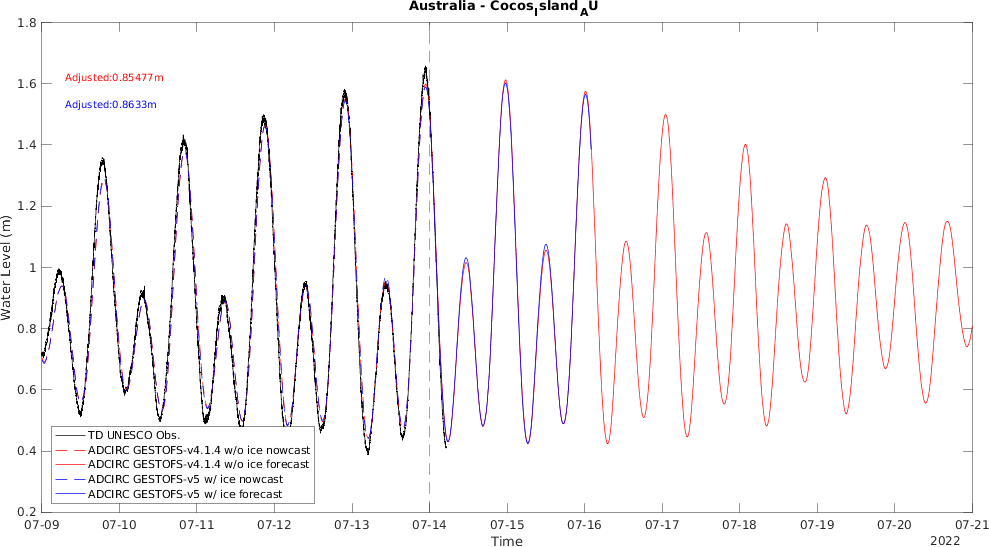 Australia - Cocos_Island_AU
1.8
1.6
1.4
1.2
1
0.8
0.6
0.4
0.2
Water Level (m)
Adjusted:0.85477m
Adjusted:0.8633m
TD UNESCO Obs.
ADCIRC GESTOFS-v4.1.4 w/o ice nowcast
ADCIRC GESTOFS-v4.1.4 w/o ice forecast
ADCIRC GESTOFS-v5 w/ ice nowcast
ADCIRC GESTOFS-v5 w/ ice forecast
07-09 07-10 07-11 07-12 07-13 07-14 07-15 07-16 07-17 07-18 07-19 07-20 07-21
Time
2022